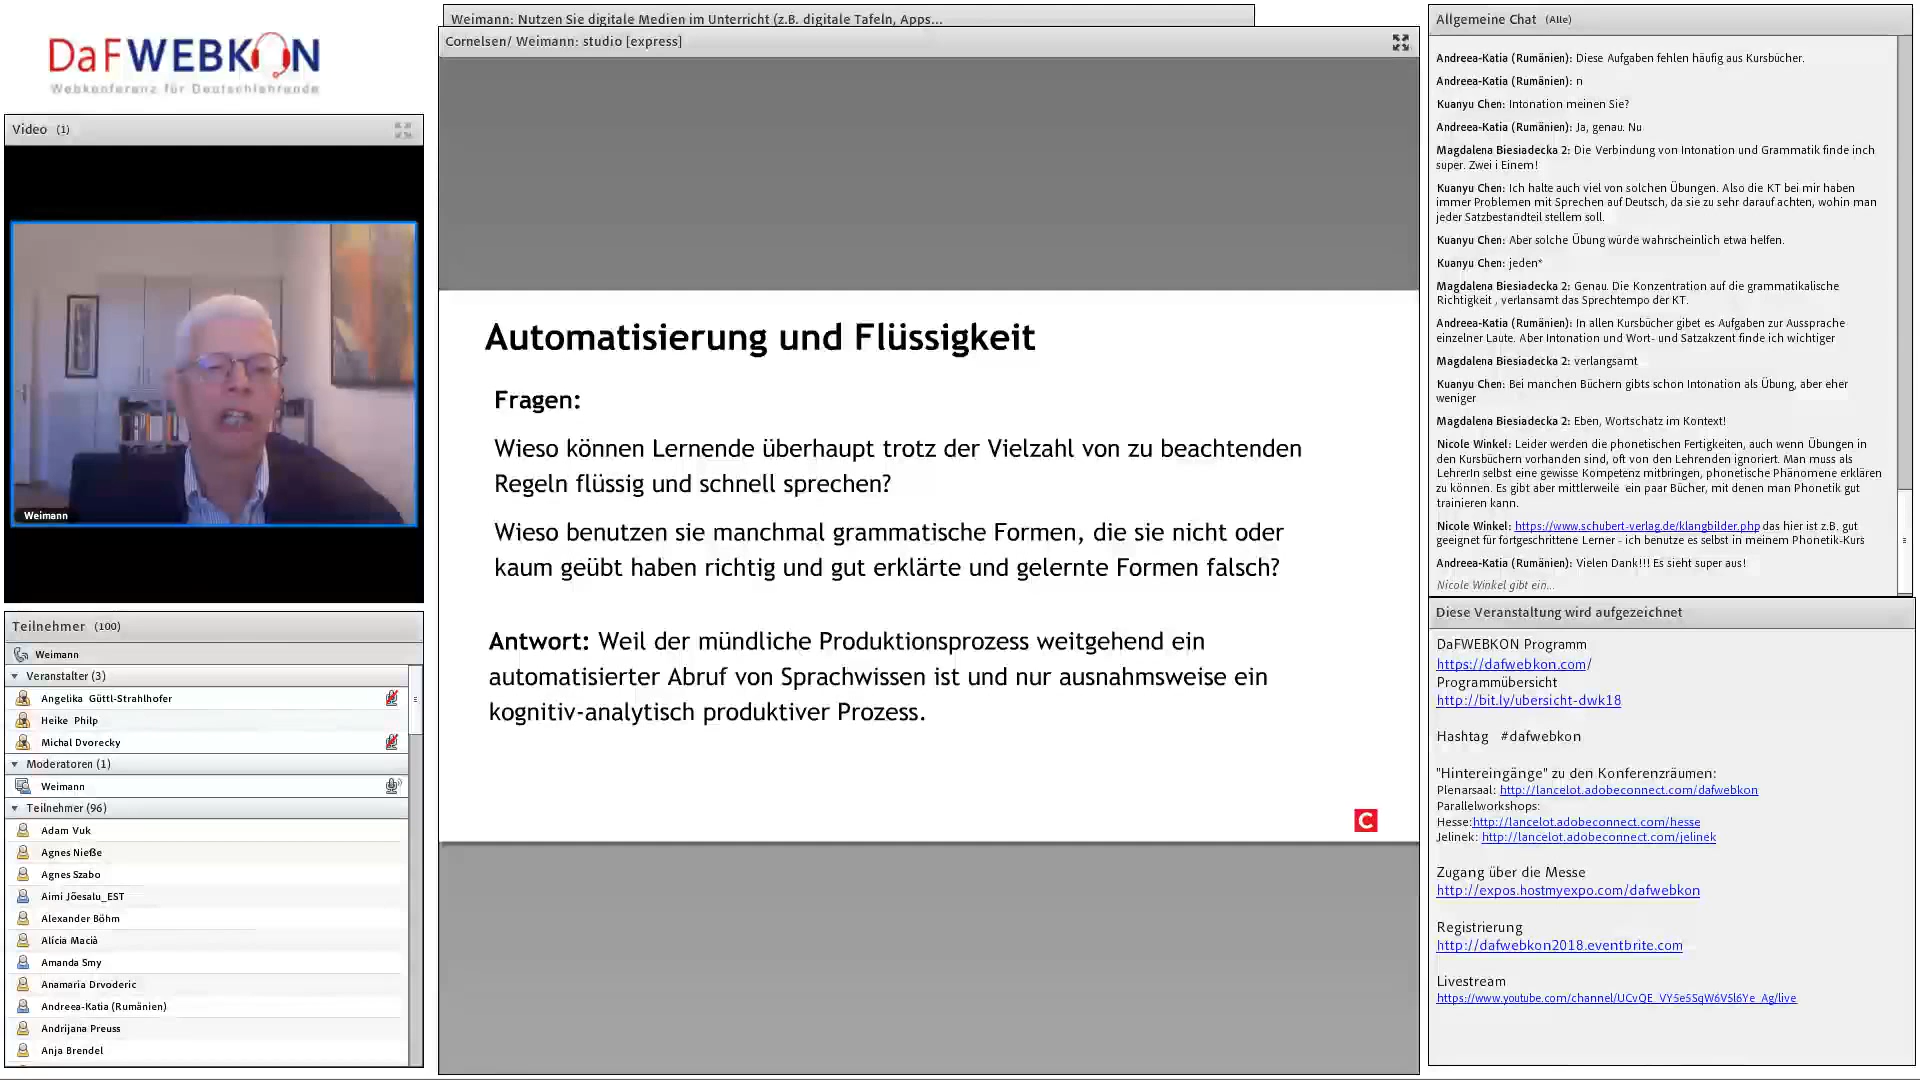 DaFWEBKON
Webkonferenz für Deutschlehrende
Video (1)
Weimann
Teilnehmer (100)
Weimann
Veranstalter (3)
Angelika Güttl-Strahlhofer
Heike Philp
Michal Dvorecky
Moderatoren (1)
Weimann
Teilnehmer (96)
Adam Vuk
Agnes Nieße
Agnes Szabo
Aimi Jõesalu_EST
Alexander Böhm
Alícia Macià
Amanda Smy
Anamaria Drvoderic
Andreea-Katia (Rumänien)
Andrijana Preuss
Anja Brendel
Weimann: Nutzen Sie digitale Medien im Unterricht (z.B. digitale Tafeln, Apps...
Cornelsen/ Weimann: studio [express]
Automatisierung und Flüssigkeit
Fragen:
Wieso können Lernende überhaupt trotz der Vielzahl von zu beachtenden
Regeln flüssig und schnell sprechen?
Wieso benutzen sie manchmal grammatische Formen, die sie nicht oder
kaum geübt haben richtig und gut erklärte und gelernte Formen falsch?
Antwort: Weil der mündliche Produktionsprozess weitgehend ein
automatisierter Abruf von Sprachwissen ist und nur ausnahmsweise ein
kognitiv-analytisch produktiver Prozess.
C
Allgemeine Chat (Alle)
Andreea-Katia (Rumänien): Diese Aufgaben fehlen häufig aus Kursbücher.
Andreea-Katia (Rumänien): n
Kuanyu Chen: Intonation meinen Sie?
Andreea-Katia (Rumänien): Ja, genau. Nu
Magdalena Biesiadecka 2: Die Verbindung von Intonation und Grammatik finde inch
super. Zwei i Einem!
Kuanyu Chen: Ich halte auch viel von solchen Übungen. Also die KT bei mir haben
immer Problemen mit Sprechen auf Deutsch, da sie zu sehr darauf achten, wohin man
jeder Satzbestandteil stellem soll.
Kuanyu Chen: Aber solche Übung würde wahrscheinlich etwa helfen.
Kuanyu Chen: jeden*
Magdalena Biesiadecka 2: Genau. Die Konzentration auf die grammatikalische
Richtigkeit , verlansamt das Sprechtempo der KT.
Andreea-Katia (Rumänien): In allen Kursbücher gibet es Aufgaben zur Aussprache
einzelner Laute. Aber Intonation und Wort- und Satzakzent finde ich wichtiger
Magdalena Biesiadecka 2: verlangsamt
Kuanyu Chen: Bei manchen Büchern gibts schon Intonation als Übung, aber eher
weniger
Magdalena Biesiadecka 2: Eben, Wortschatz im Kontext!
Nicole Winkel: Leider werden die phonetischen Fertigkeiten, auch wenn Übungen in
den Kursbüchern vorhanden sind, oft von den Lehrenden ignoriert. Man muss als
LehrerIn selbst eine gewisse Kompetenz mitbringen, phonetische Phänomene erklären
zu können. Es gibt aber mittlerweile ein paar Bücher, mit denen man Phonetik gut
trainieren kann.
Nicole Winkel: https://www.schubert-verlag.de/klangbilder.php das hier ist z.B. gut
geeignet für fortgeschrittene Lerner - ich benutze es selbst in meinem Phonetik-Kurs
Andreea-Katia (Rumänien): Vielen Dank!!! Es sieht super aus!
Nicole Winkel gibt ein...
Diese Veranstaltung wird aufgezeichnet
DaFWEBKON Programm
https://dafwebkon.com/
Programmübersicht
http://bit.ly/ubersicht-dwk18
Hashtag #dafwebkon
"Hintereingänge" zu den Konferenzräumen:
Plenarsaal: http://lancelot.adobeconnect.com/dafwebkon
Parallelworkshops:
Hesse:http://lancelot.adobeconnect.com/hesse
Jelinek: http://lancelot.adobeconnect.com/jelinek
Zugang über die Messe
http://expos.hostmyexpo.com/dafwebkon
Registrierung
http://dafwebkon2018.eventbrite.com
Livestream
https://www.youtube.com/channel/UCvQE_VY5e5SqW6V5l6Ye_Ag/live